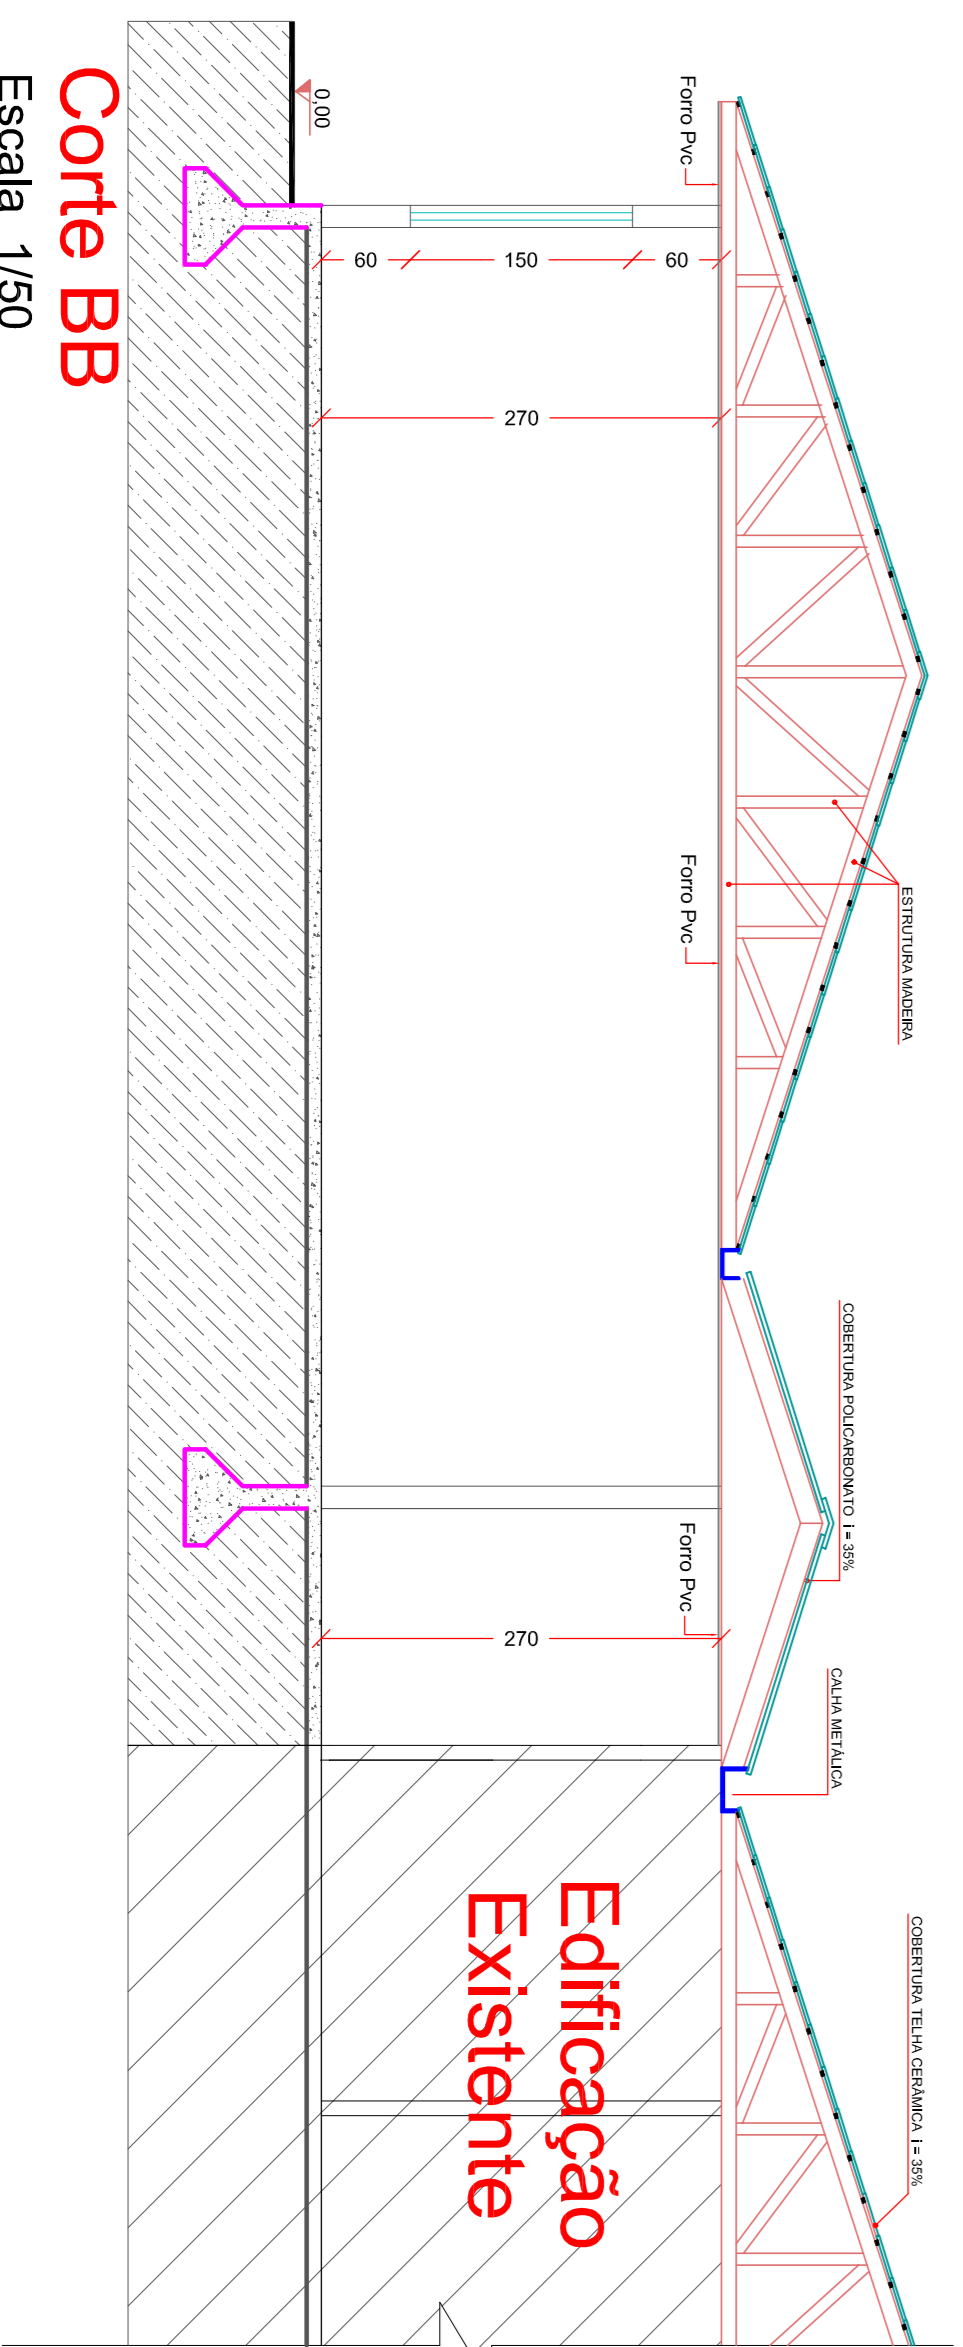 COBERTURA TELHA CERÂMICA i = 35%
ESTRUTURA MADEIRA
COBERTURA POLICARBONATO i = 35%
CALHA METÁLICA
Forro Pvc
Forro Pvc
Forro Pvc
60
150
60
270
270
Edificação
Existente
0,00
Corte BB
Escala 1/50